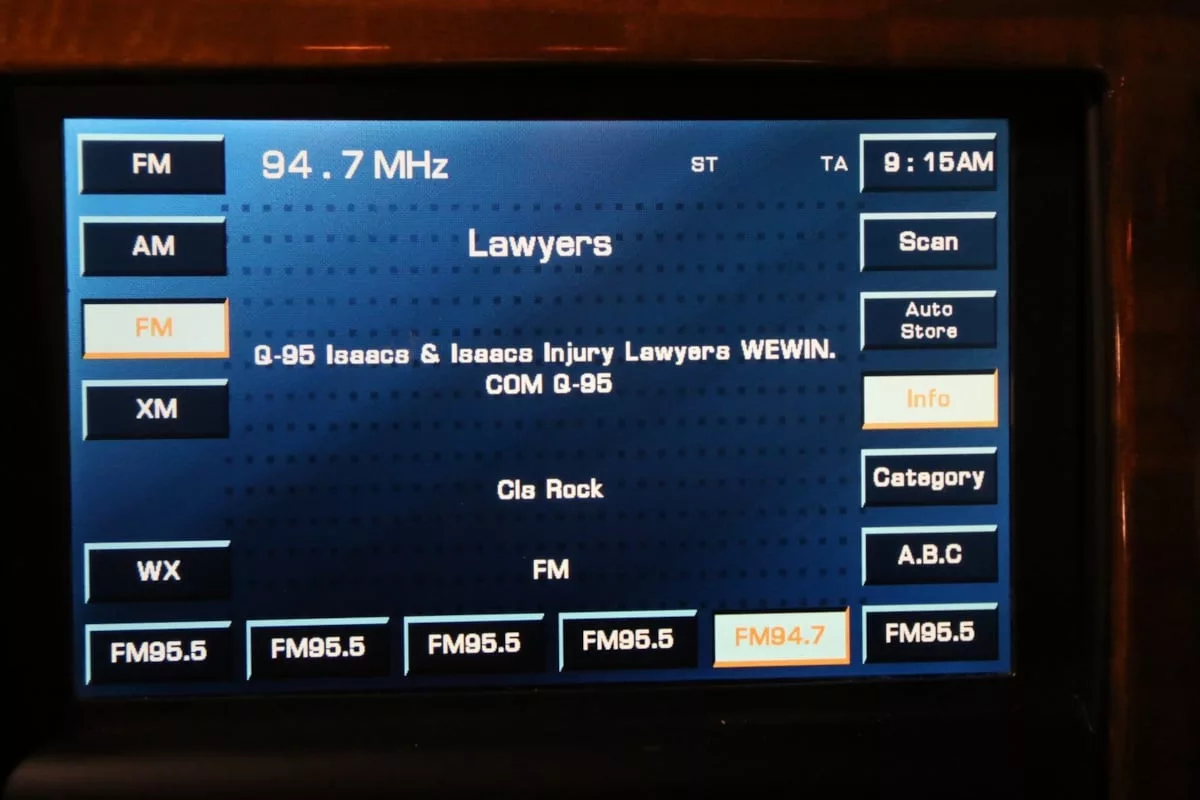 FM
94.7 MHz
ST
TA
9:15AM
AM
Lawyers
Scan
FM
Auto
Store
Q-95 Isaacs & Isaacs Injury Lawyers WEWIN.
COM Q-95
XM
Info
Cls Rock
Category
WX
FM
A.B.C
FM95.5
FM95.5
FM95.5
FM95.5
FM94.7
FM95.5